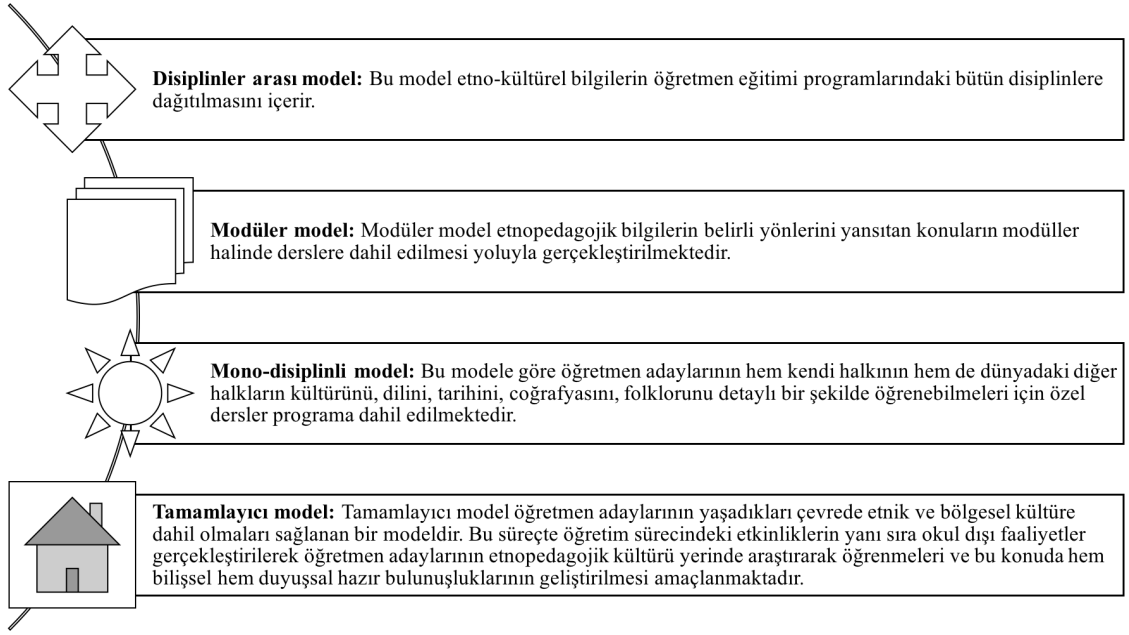 Disiplinler arası model: Bu model etno-kültürel bilgilerin öğretmen eğitimi programlarındaki bütün disiplinlere
dağıtılmasını içerir.
Modüler model: Modüler model etnopedagojik bilgilerin belirli yönlerini yansıtan konuların modüller
halinde derslere dahil edilmesi yoluyla gerçekleştirilmektedir.
Mono-disiplinli model: Bu modele göre öğretmen adaylarının hem kendi halkının hem de dünyadaki diğer
halkların kültürünü, dilini, tarihini, coğrafyasını, folklorunu detaylı bir şekilde öğrenebilmeleri için özel
dersler programa dahil edilmektedir.
Tamamlayıcı model: Tamamlayıcı model öğretmen adaylarının yaşadıkları çevrede etnik ve bölgesel kültüre
dahil olmaları sağlanan bir modeldir. Bu süreçte öğretim sürecindeki etkinliklerin yanı sıra okul dışı faaliyetler
gerçekleştirilerek öğretmen adaylarının etnopedagojik kültürü yerinde araştırarak öğrenmeleri ve bu konuda hem
bilişsel hem duyuşsal hazır bulunuşluklarının geliştirilmesi amaçlanmaktadır.